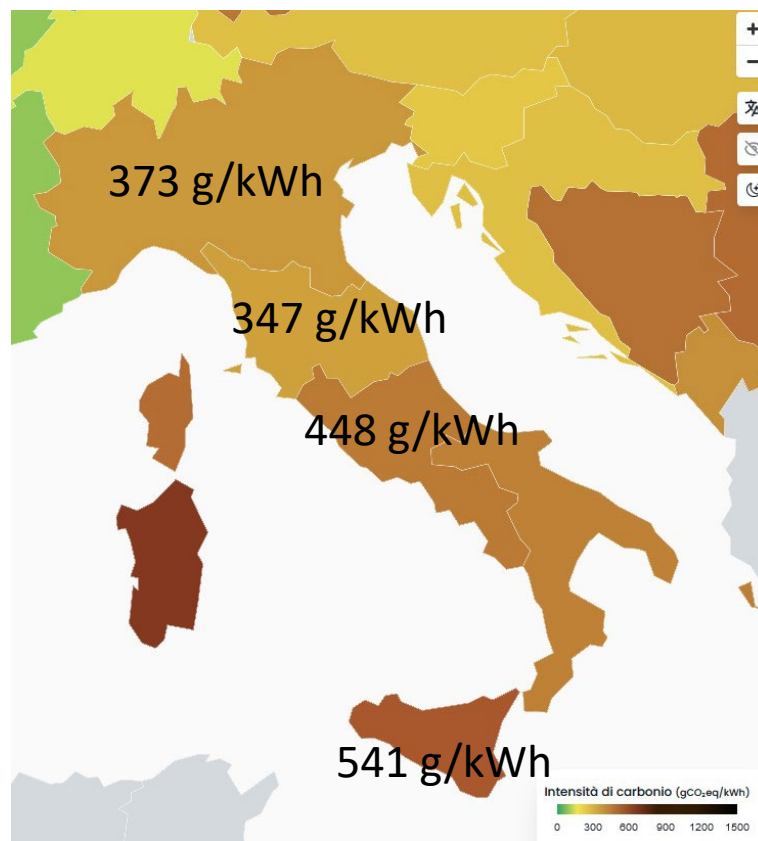 +
−
373 g/kWh
347 g/kWh
448 g/kWh
541 g/kWh
Intensità di carbonio (gCO₂eq/kWh)
0 300 600 900 1200 1500